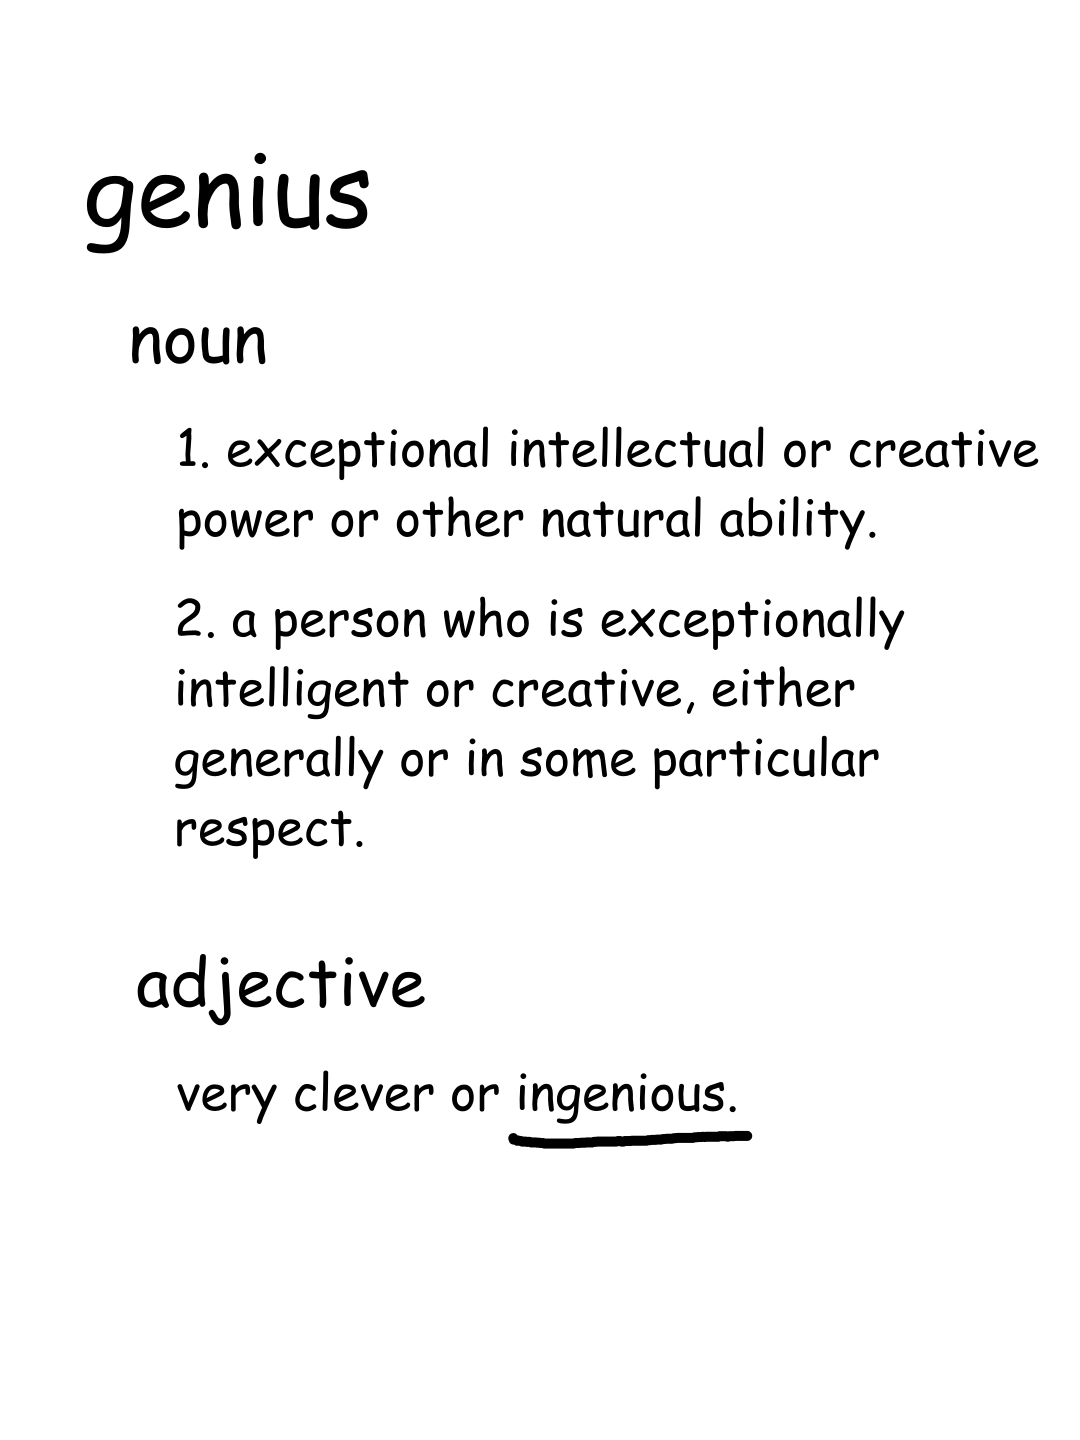 genius
noun
1. exceptional intellectual or creative
power or other natural ability.
2. a person who is exceptionally
intelligent or creative, either
generally or in some particular
respect.
adjective
very clever or ingenious.